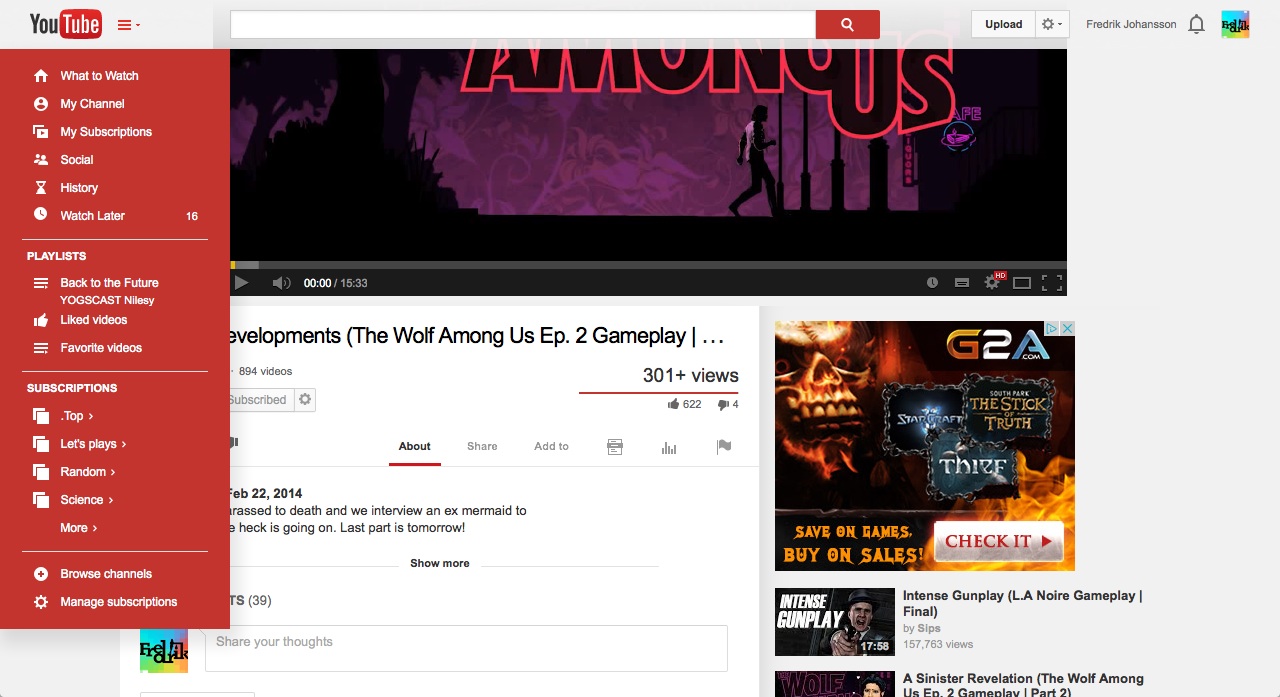 YouTube
Upload
Fredrik Johansson
What to Watch
My Channel
My Subscriptions
Social
History
Watch Later 16
PLAYLISTS
Back to the Future
YOGSCAST Nilesy
Liked videos
Favorite videos
SUBSCRIPTIONS
.Top ›
Let's plays ›
Random ›
Science ›
More ›
Browse channels
Manage subscriptions
AMONG US
AFE
liquors
00:00 / 15:33
HD
evelopments (The Wolf Among Us Ep. 2 Gameplay | ...
· 894 videos
301+ views
Subscribed
622 4
About Share Add to
Feb 22, 2014
arassed to death and we interview an ex mermaid to
e heck is going on. Last part is tomorrow!
Show more
TS (39)
Share your thoughts
G2A.COM
STARCRAFT
SOUTH PARK
THE STICK
OF
TRUTH
THIEF
SAVE ON GAMES,
BUY ON SALES!
CHECK IT
INTENSE
GUNPLAY
17:58
Intense Gunplay (L.A Noire Gameplay |
Final)
by Sips
157,763 views
THE WOLF
A Sinister Revelation (The Wolf Among
Us Ep. 2 Gameplay | Part 2)